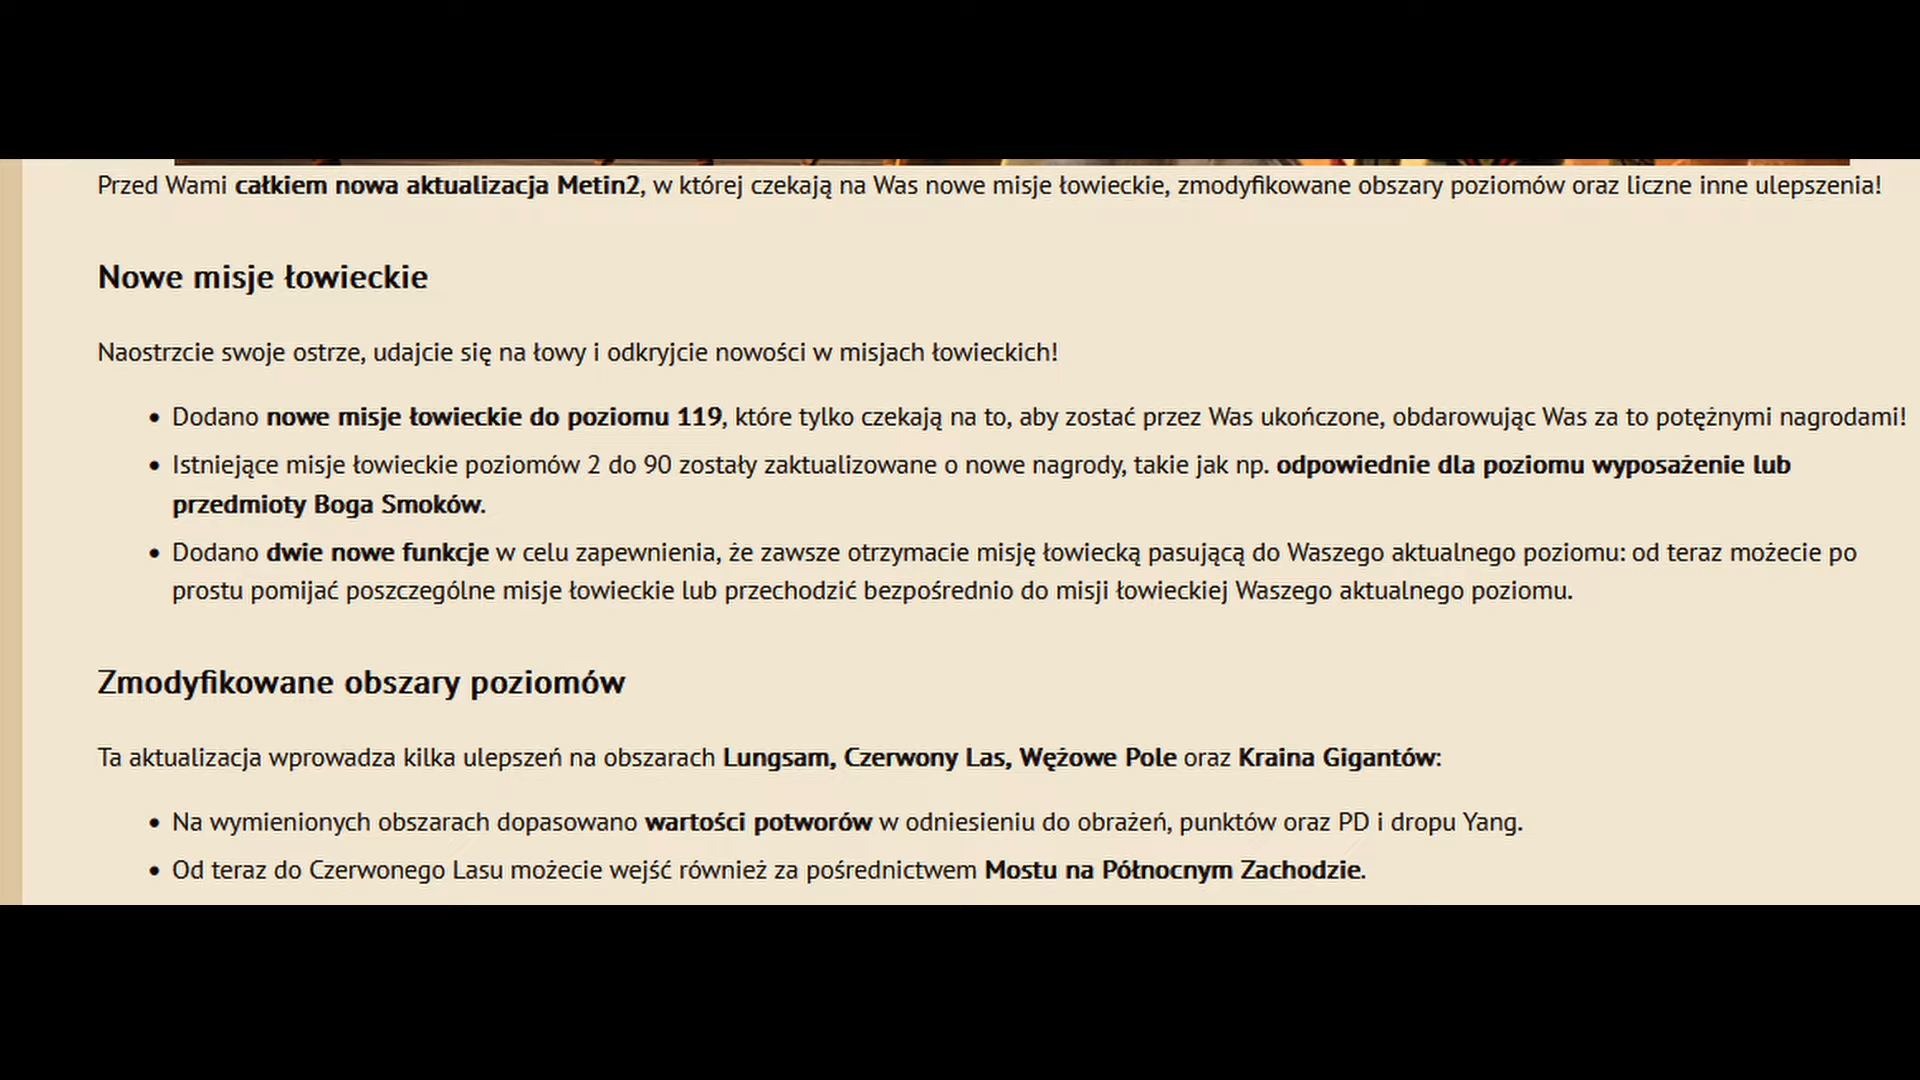 Przed Wami całkiem nowa aktualizacja Metin2, w której czekają na Was nowe misje łowieckie, zmodyfikowane obszary poziomów oraz liczne inne ulepszenia!
Nowe misje łowieckie
Naostrzcie swoje ostrze, udajcie się na łowy i odkryjcie nowości w misjach łowieckich!
• Dodano nowe misje łowieckie do poziomu 119, które tylko czekają na to, aby zostać przez Was ukończone, obdarowując Was za to potężnymi nagrodami!
• Istniejące misje łowieckie poziomów 2 do 90 zostały zaktualizowane o nowe nagrody, takie jak np. odpowiednie dla poziomu wyposażenie lub
przedmioty Boga Smoków.
• Dodano dwie nowe funkcje w celu zapewnienia, że zawsze otrzymacie misję łowiecką pasującą do Waszego aktualnego poziomu: od teraz możecie po
prostu pomijać poszczególne misje łowieckie lub przechodzić bezpośrednio do misji łowieckiej Waszego aktualnego poziomu.
Zmodyfikowane obszary poziomów
Ta aktualizacja wprowadza kilka ulepszeń na obszarach Lungsam, Czerwony Las, Wężowe Pole oraz Kraina Gigantów:
• Na wymienionych obszarach dopasowano wartości potworów w odniesieniu do obrażeń, punktów oraz PD i dropu Yang.
• Od teraz do Czerwonego Lasu możecie wejść również za pośrednictwem Mostu na Północnym Zachodzie.